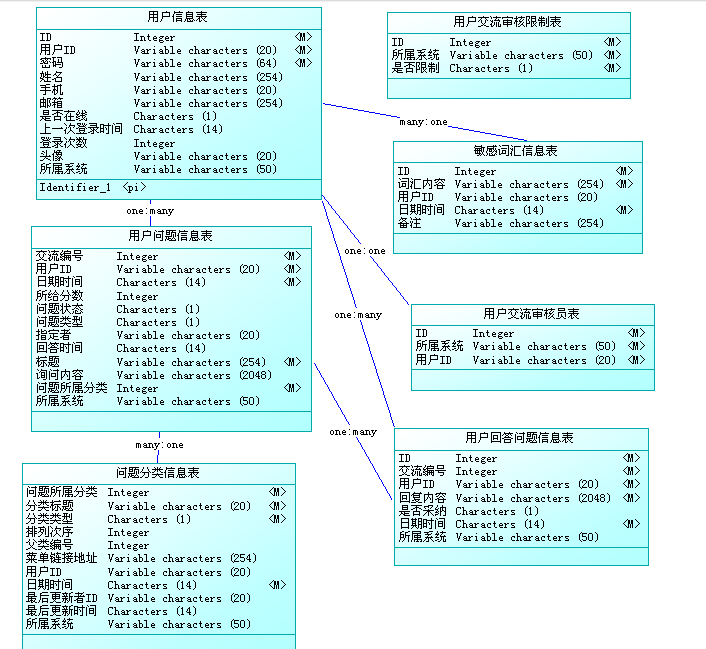 用户信息表
ID Integer <M>
用户ID Variable characters (20) <M>
密码 Variable characters (64) <M>
姓名 Variable characters (254)
手机 Variable characters (20)
邮箱 Variable characters (254)
是否在线 Characters (1)
上一次登录时间 Characters (14)
登录次数 Integer
头像 Variable characters (20)
所属系统 Variable characters (50)
Identifier_1 <pi>
用户交流审核限制表
ID Integer <M>
所属系统 Variable characters (50) <M>
是否限制 Characters (1) <M>
many:one
敏感词汇信息表
ID Integer <M>
词汇内容 Variable characters (254) <M>
用户ID Variable characters (20)
日期时间 Characters (14) <M>
备注 Variable characters (254)
one:many
用户问题信息表
交流编号 Integer <M>
用户ID Variable characters (20) <M>
日期时间 Characters (14) <M>
所给分数 Integer
问题状态 Characters (1)
问题类型 Characters (1)
指定者 Variable characters (20)
回答时间 Characters (14)
标题 Variable characters (254) <M>
询问内容 Variable characters (2048)
问题所属分类 Integer <M>
所属系统 Variable characters (50)
one:one
one:many
用户交流审核员表
ID Integer <M>
所属系统 Variable characters (50) <M>
用户ID Variable characters (20) <M>
one:many
many:one
用户回答问题信息表
ID Integer <M>
交流编号 Integer <M>
用户ID Variable characters (20) <M>
回复内容 Variable characters (2048) <M>
是否采纳 Characters (1)
日期时间 Characters (14) <M>
所属系统 Variable characters (50)
问题分类信息表
问题所属分类 Integer <M>
分类标题 Variable characters (20) <M>
分类类型 Characters (1) <M>
排列次序 Integer
父类编号 Integer
菜单链接地址 Variable characters (254)
用户ID Variable characters (20)
日期时间 Characters (14) <M>
最后更新者ID Variable characters (20)
最后更新时间 Characters (14)
所属系统 Variable characters (50)